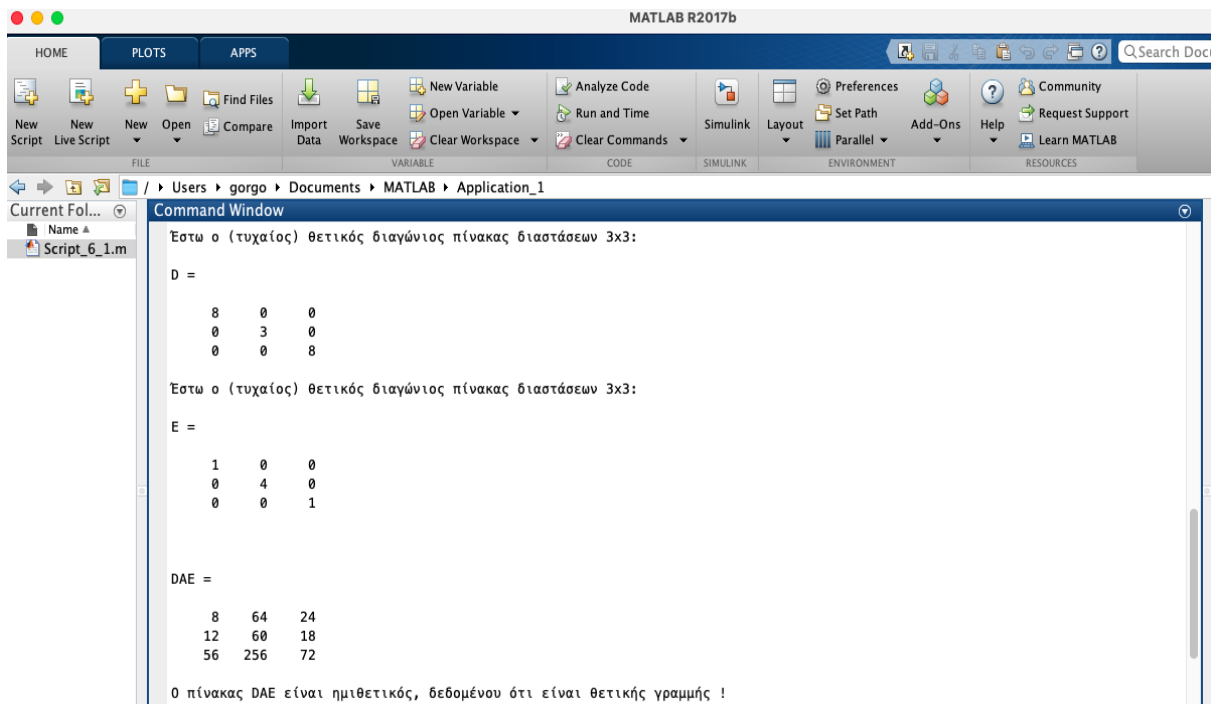 MATLAB R2017b
HOME PLOTS APPS
Search Doc
New Script
New Live Script
New
Open
Find Files
Compare
Import Data
Save Workspace
New Variable
Open Variable
Clear Workspace
Analyze Code
Run and Time
Clear Commands
Simulink
Layout
Preferences
Set Path
Parallel
Add-Ons
Help
Community
Request Support
Learn MATLAB
FILE VARIABLE CODE SIMULINK ENVIRONMENT RESOURCES
/ Users gorgo Documents MATLAB Application_1
Current Fol...
Name
Script_6_1.m
Command Window
Έστω ο (τυχαίος) θετικός διαγώνιος πίνακας διαστάσεων 3x3:
D =
8 0 0
0 3 0
0 0 8
Έστω ο (τυχαίος) θετικός διαγώνιος πίνακας διαστάσεων 3x3:
E =
1 0 0
0 4 0
0 0 1
DAE =
8 64 24
12 60 18
56 256 72
Ο πίνακας DAE είναι ημιθετικός, δεδομένου ότι είναι θετικής γραμμής !